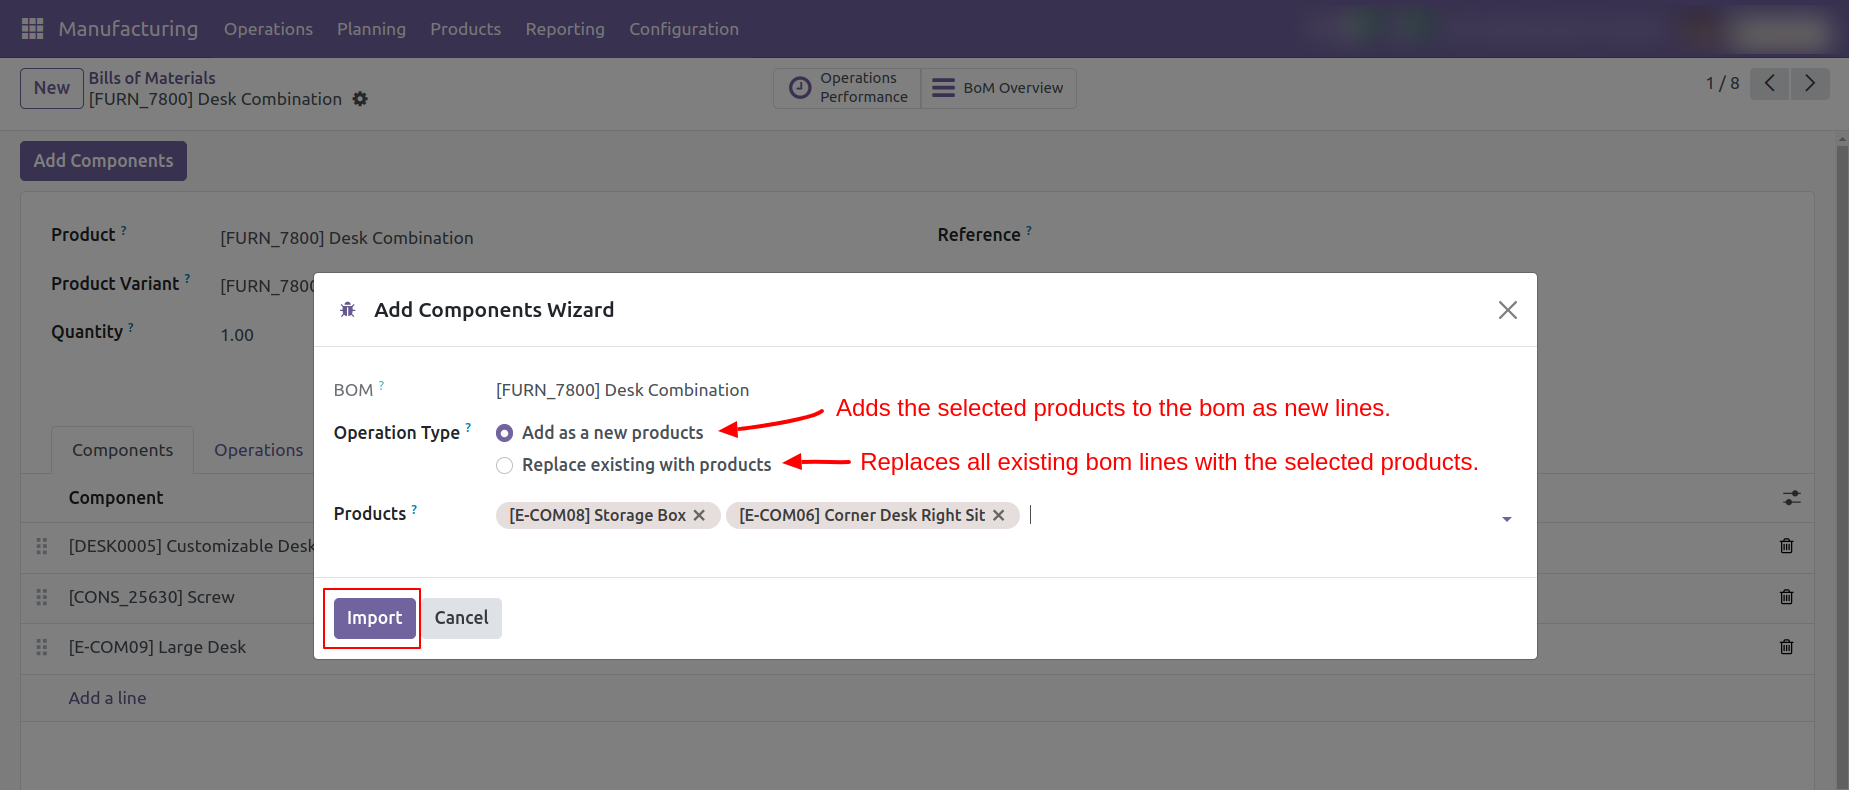 Manufacturing Operations Planning Products Reporting Configuration
New
Bills of Materials
[FURN_7800] Desk Combination
Operations
Performance
BoM Overview
1 / 8
Add Components
Product ? [FURN_7800] Desk Combination
Reference ?
Product Variant ? [FURN_780
Quantity ? 1.00
Add Components Wizard
BOM ? [FURN_7800] Desk Combination
Adds the selected products to the bom as new lines.
Operation Type ? Add as a new products
Replace existing with products
Replaces all existing bom lines with the selected products.
Products ? [E-COM08] Storage Box [E-COM06] Corner Desk Right Sit
Import Cancel
Components Operations
Component
[DESK0005] Customizable Desk
[CONS_25630] Screw
[E-COM09] Large Desk
Add a line